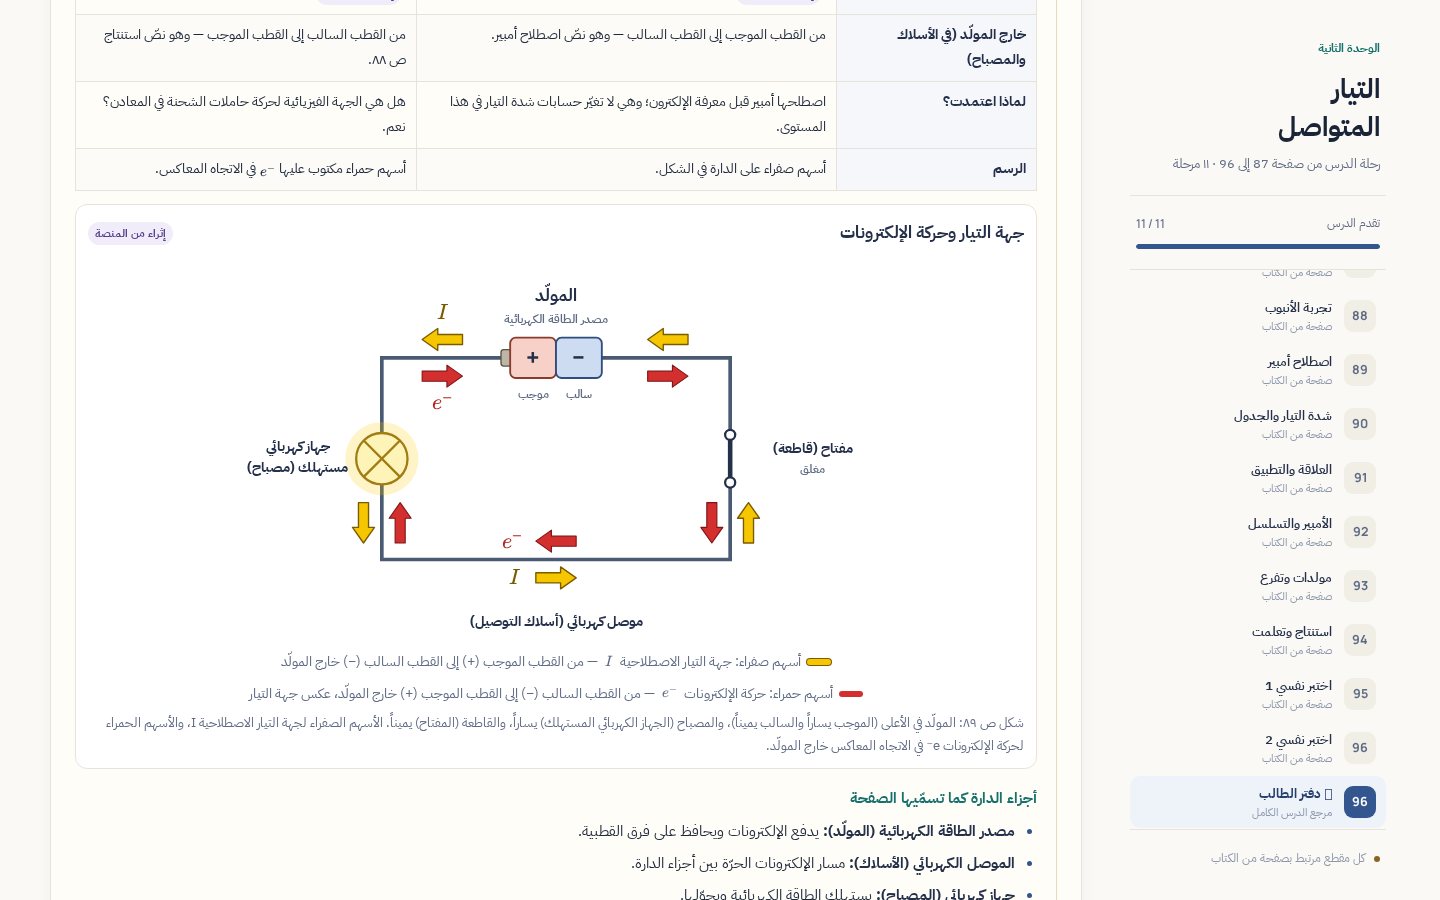 الوحدة الثانية
التيار
المتواصل
رحلة الدرس من صفحة 87 إلى 96 · ١١ مرحلة
تقدم الدرس
11 / 11
صفحة من الكتاب
88
تجربة الأنبوب
صفحة من الكتاب
89
اصطلاح أمبير
صفحة من الكتاب
90
شدة التيار والجدول
صفحة من الكتاب
91
العلاقة والتطبيق
صفحة من الكتاب
92
الأمبير والتسلسل
صفحة من الكتاب
93
مولدات وتفرع
صفحة من الكتاب
94
استنتاج وتعلمت
صفحة من الكتاب
95
اختبر نفسي 1
صفحة من الكتاب
96
اختبر نفسي 2
صفحة من الكتاب
96
دفتر الطالب
مرجع الدرس الكامل
كل مقطع مرتبط بصفحة من الكتاب
خارج المولّد (في الأسلاك
والمصباح)
من القطب الموجب إلى القطب السالب — وهو نصّ اصطلاح أمبير.
من القطب السالب إلى القطب الموجب — وهو نصّ استنتاج
ص ٨٨.
لماذا اعتمدت؟
اصطلحها أمبير قبل معرفة الإلكترون؛ وهي لا تغيّر حسابات شدة التيار في هذا
المستوى.
هل هي الجهة الفيزيائية لحركة حاملات الشحنة في المعادن؟
نعم.
الرسم
أسهم صفراء على الدارة في الشكل.
أسهم حمراء مكتوب عليها e⁻ في الاتجاه المعاكس.
جهة التيار وحركة الإلكترونات
إثراء من المنصة
المولّد
مصدر الطاقة الكهربائية
I
+
−
e⁻
سالب
موجب
جهاز كهربائي
مستهلك (مصباح)
مفتاح (قاطعة)
مغلق
e⁻
I
موصل كهربائي (أسلاك التوصيل)
أسهم صفراء: جهة التيار الاصطلاحية I — من القطب الموجب (+) إلى القطب السالب (−) خارج المولّد
أسهم حمراء: حركة الإلكترونات e⁻ — من القطب السالب (−) إلى القطب الموجب (+) خارج المولّد، عكس جهة التيار
شكل ص ٨٩: المولّد في الأعلى (الموجب يساراً والسالب يميناً)، والمصباح (الجهاز الكهربائي المستهلك) يساراً، والقاطعة (المفتاح) يميناً. الأسهم الصفراء لجهة التيار الاصطلاحية I، والأسهم الحمراء
لحركة الإلكترونات e⁻ في الاتجاه المعاكس خارج المولّد.
أجزاء الدارة كما تسمّيها الصفحة
• مصدر الطاقة الكهربائية (المولّد): يدفع الإلكترونات ويحافظ على فرق القطبية.
• الموصل الكهربائي (الأسلاك): مسار الإلكترونات الحرّة بين أجزاء الدارة.
• جهاز كهربائي (المصباح): يستهلك الطاقة الكهربائية ويحوّلها.